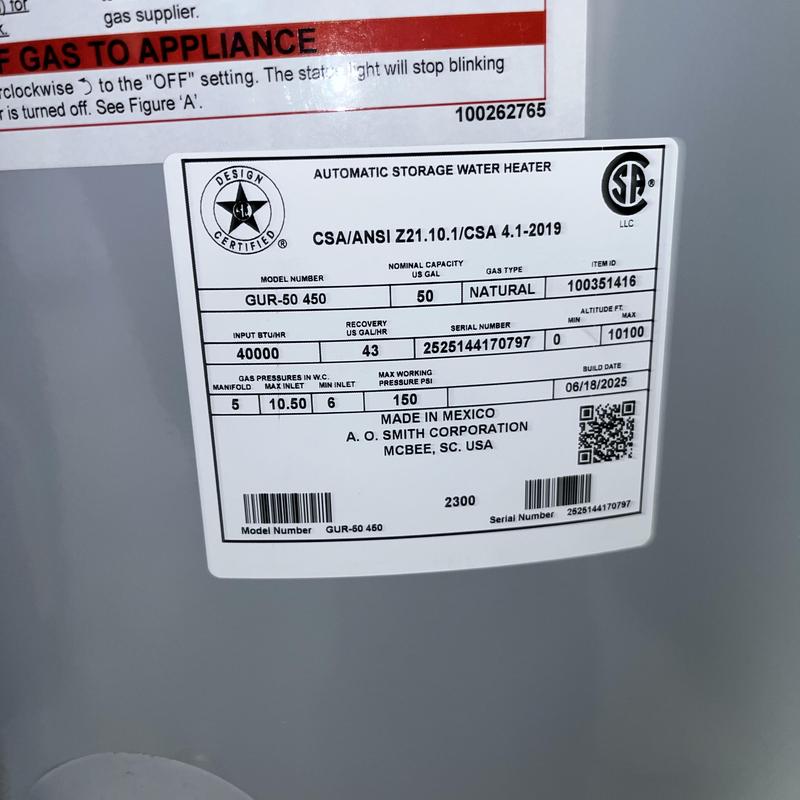 ) for
gas supplier.
k.
F GAS TO APPLIANCE
rclockwise to the "OFF" setting. The light will stop blinking
r is turned off. See Figure 'A'.
100262765
DESIGN
CERTIFIED
®
AUTOMATIC STORAGE WATER HEATER
CSA/ANSI Z21.10.1/CSA 4.1-2019
SA
®
LLC
MODEL NUMBER
NOMINAL CAPACITY
US GAL
GAS TYPE
ITEM ID
GUR-50 450
50
NATURAL
100351416
INPUT BTU/HR
RECOVERY
US GAL/HR
SERIAL NUMBER
ALTITUDE FT.
MIN
MAX
40000
43
2525144170797
0
10100
GAS PRESSURES IN W.C.
MANIFOLD MAX INLET MIN INLET
MAX WORKING
PRESSURE PSI
BUILD DATE
5
10.50
6
150
06/18/2025
MADE IN MEXICO
A. O. SMITH CORPORATION
MCBEE, SC. USA
2300
Model Number GUR-50 450
Serial Number 2525144170797